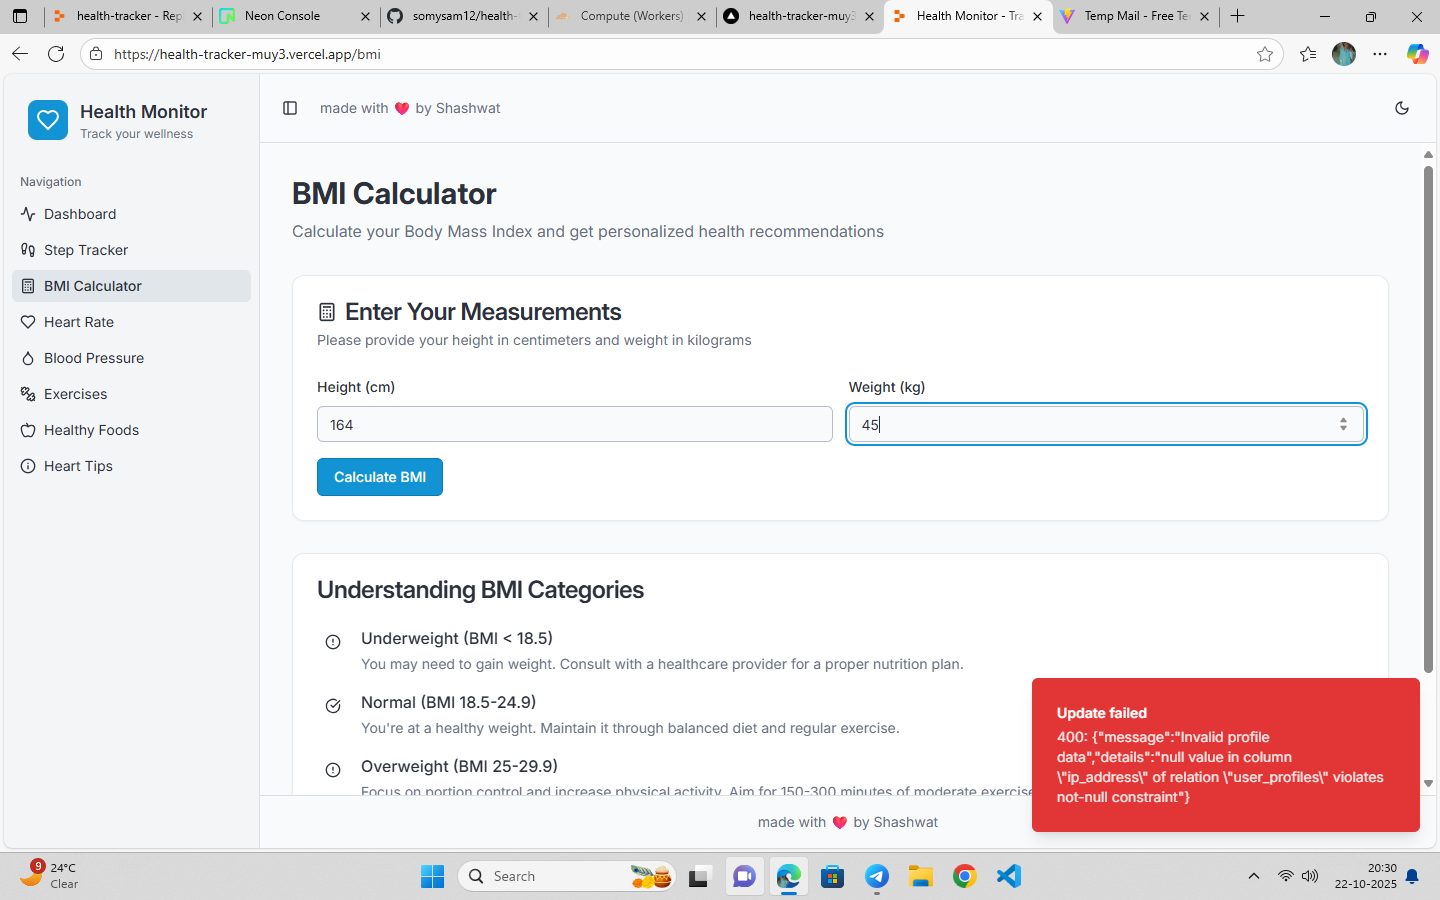 health-tracker - Rep
Neon Console
somysam12/health-
Compute (Workers)
health-tracker-muy3
Health Monitor - Tra
Temp Mail - Free Te
https://health-tracker-muy3.vercel.app/bmi
Health Monitor
Track your wellness
made with ❤️ by Shashwat
Navigation
Dashboard
Step Tracker
BMI Calculator
Heart Rate
Blood Pressure
Exercises
Healthy Foods
Heart Tips
BMI Calculator
Calculate your Body Mass Index and get personalized health recommendations
Enter Your Measurements
Please provide your height in centimeters and weight in kilograms
Height (cm)
Weight (kg)
164
45
Calculate BMI
Understanding BMI Categories
Underweight (BMI < 18.5)
You may need to gain weight. Consult with a healthcare provider for a proper nutrition plan.
Normal (BMI 18.5-24.9)
You're at a healthy weight. Maintain it through balanced diet and regular exercise.
Overweight (BMI 25-29.9)
Focus on portion control and increase physical activity. Aim for 150-300 minutes of moderate exercise
Update failed
400: {"message":"Invalid profile
data","details":"null value in column
\"ip_address\" of relation \"user_profiles\" violates
not-null constraint"}
made with ❤️ by Shashwat
9
24°C
Clear
Search
20:30
22-10-2025